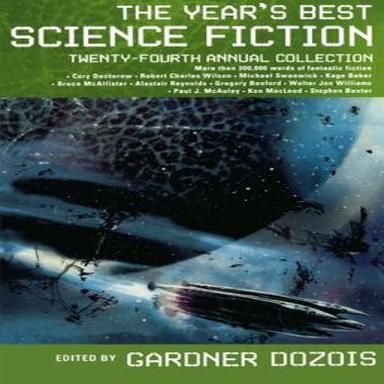 THE YEAR'S BEST
SCIENCE FICTION
TWENTY-FOURTH ANNUAL COLLECTION
More than 300,000 words of fantastic fiction
• Cory Doctorow • Robert Charles Wilson • Michael Swanwick • Kage Baker
Bruce McAllister • Alastair Reynolds • Gregory Benford • Walter Jon Williams
• Paul J. McAuley • Ken MacLeod • Stephen Baxter
EDITED BY GARDNER DOZOIS